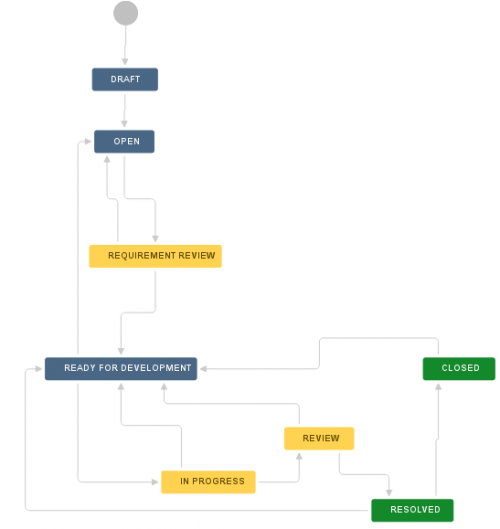 DRAFT
OPEN
REQUIREMENT REVIEW
READY FOR DEVELOPMENT
CLOSED
REVIEW
IN PROGRESS
RESOLVED